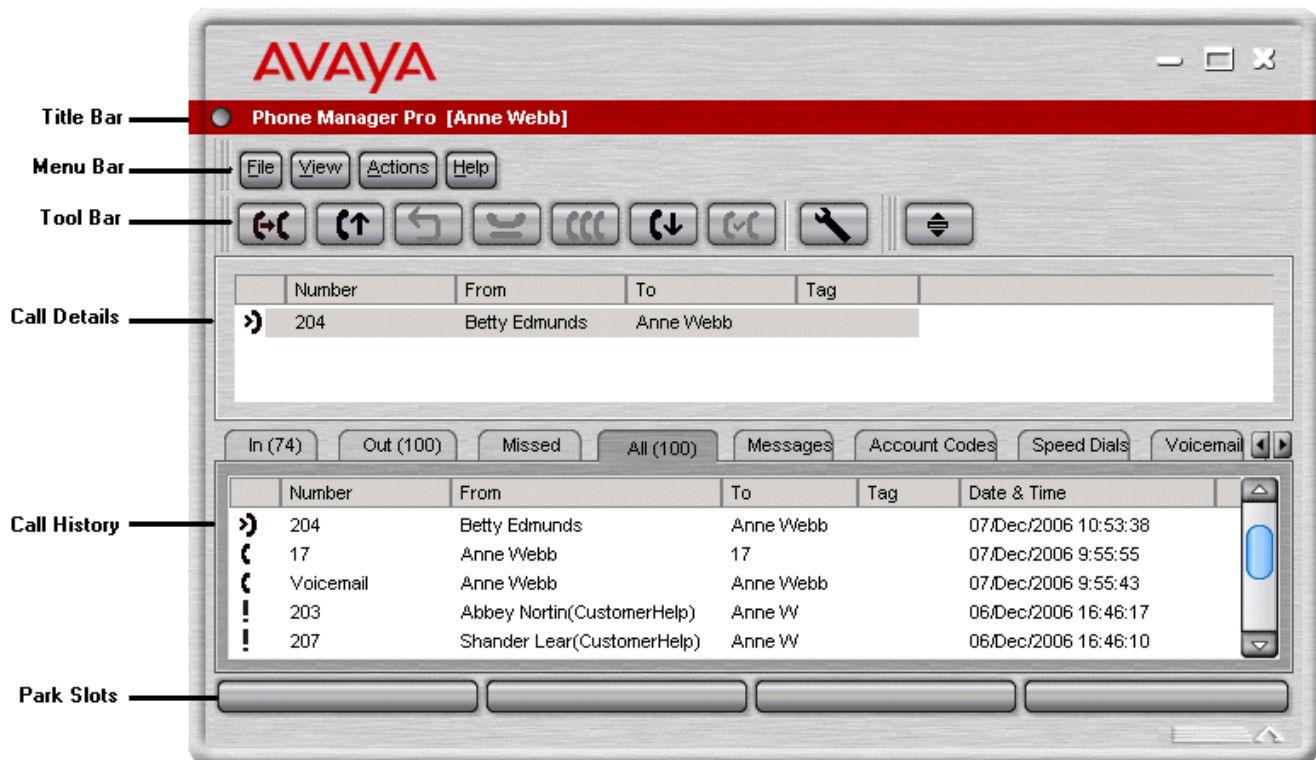 AVAYA
Title Bar
Phone Manager Pro [Anne Webb]
Menu Bar
File View Actions Help
Tool Bar
Number From To Tag
Call Details
204 Betty Edmunds Anne Webb
In (74) Out (100) Missed All (100) Messages Account Codes Speed Dials Voicemail
Number From To Tag Date & Time
Call History
204 Betty Edmunds Anne Webb 07/Dec/2006 10:53:38
17 Anne Webb 17 07/Dec/2006 9:55:55
Voicemail Anne Webb Anne Webb 07/Dec/2006 9:55:43
203 Abbey Nortin(CustomerHelp) Anne W 06/Dec/2006 16:46:17
207 Shander Lear(CustomerHelp) Anne W 06/Dec/2006 16:46:10
Park Slots